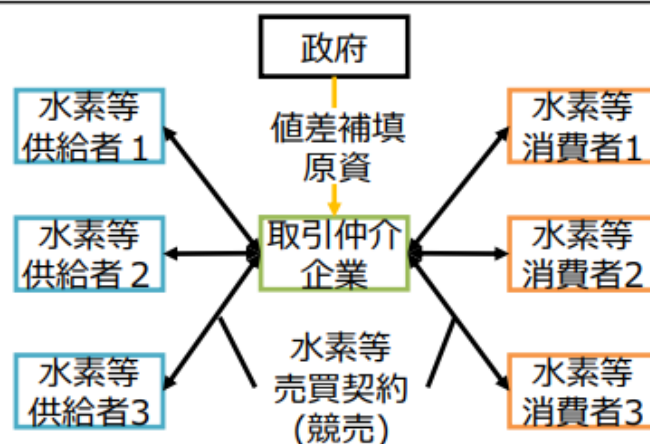 政府
水素等
供給者１
値差補填
原資
水素等
消費者1
水素等
供給者２
取引仲介
企業
水素等
消費者2
水素等
供給者3
水素等
売買契約
(競売)
水素等
消費者3